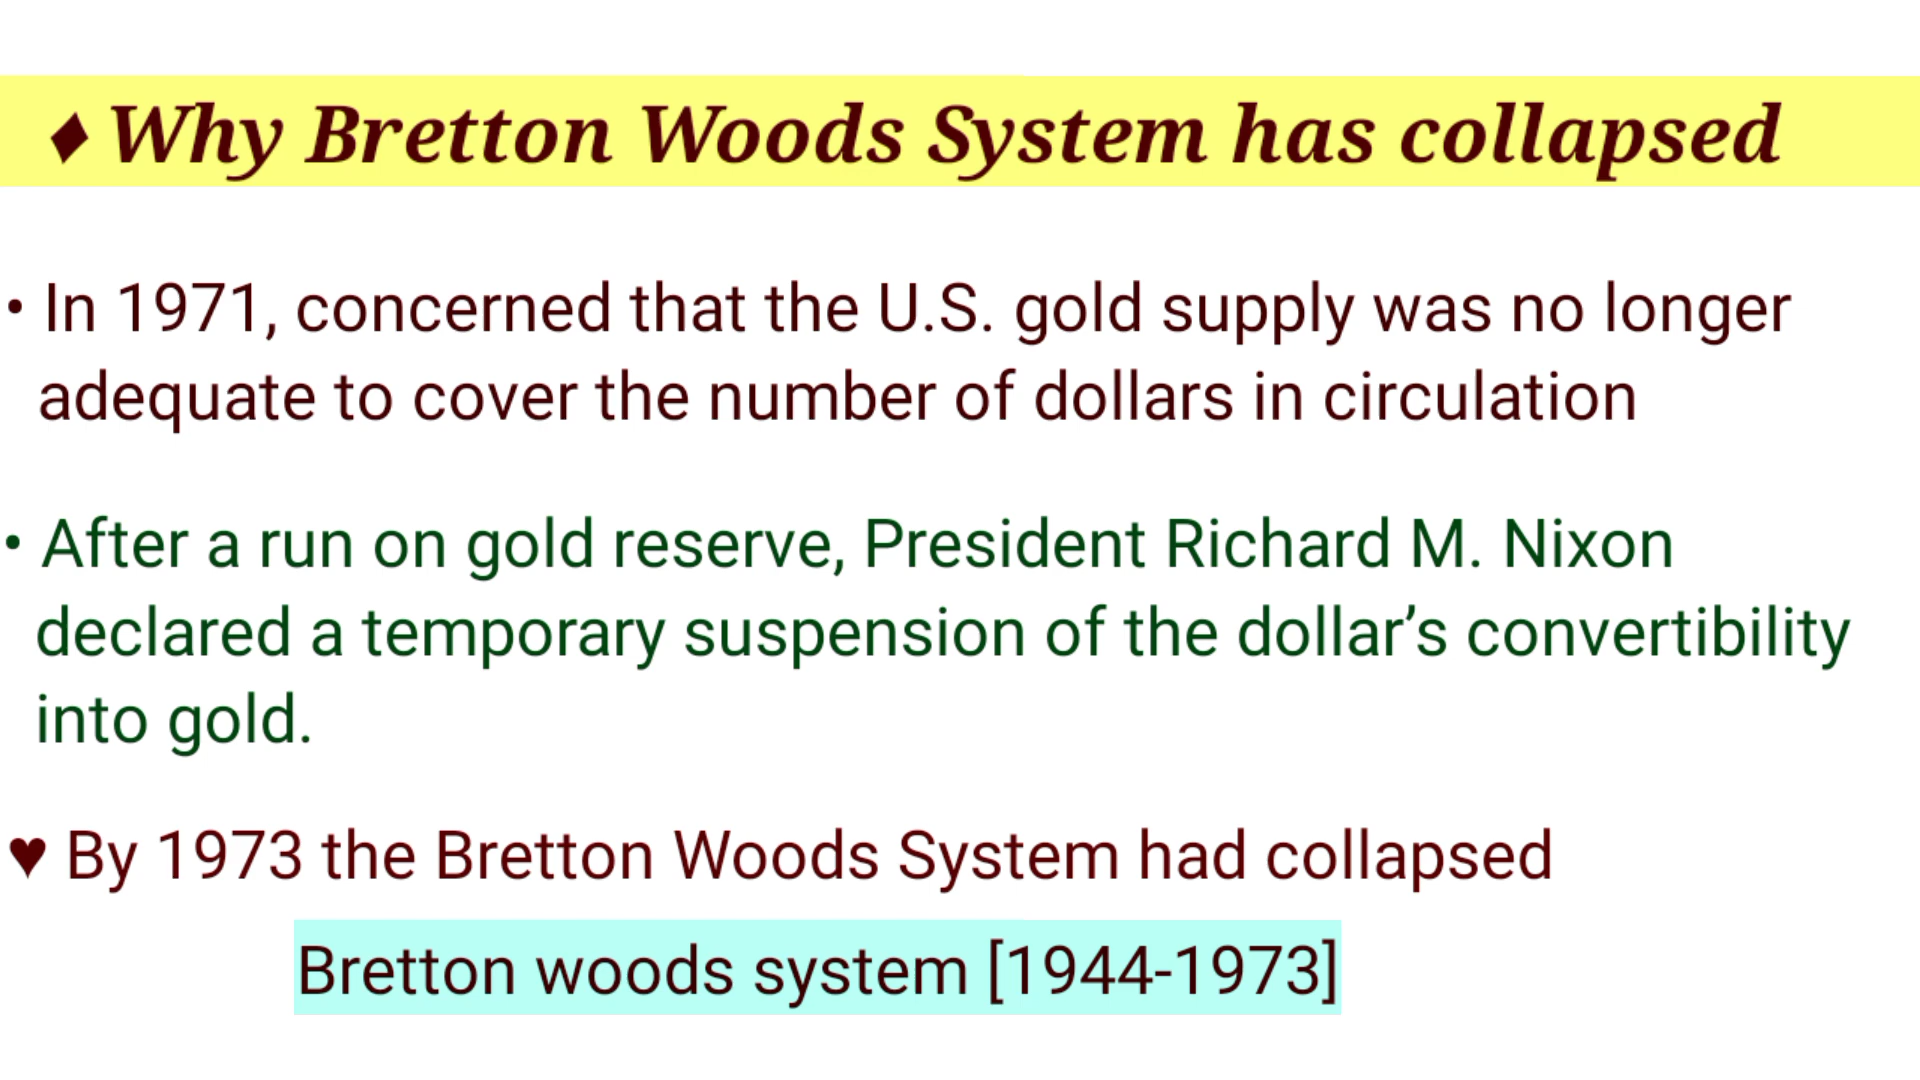 ♦ Why Bretton Woods System has collapsed
• In 1971, concerned that the U.S. gold supply was no longer
adequate to cover the number of dollars in circulation
• After a run on gold reserve, President Richard M. Nixon
declared a temporary suspension of the dollar’s convertibility
into gold.
♥ By 1973 the Bretton Woods System had collapsed
Bretton woods system [1944-1973]